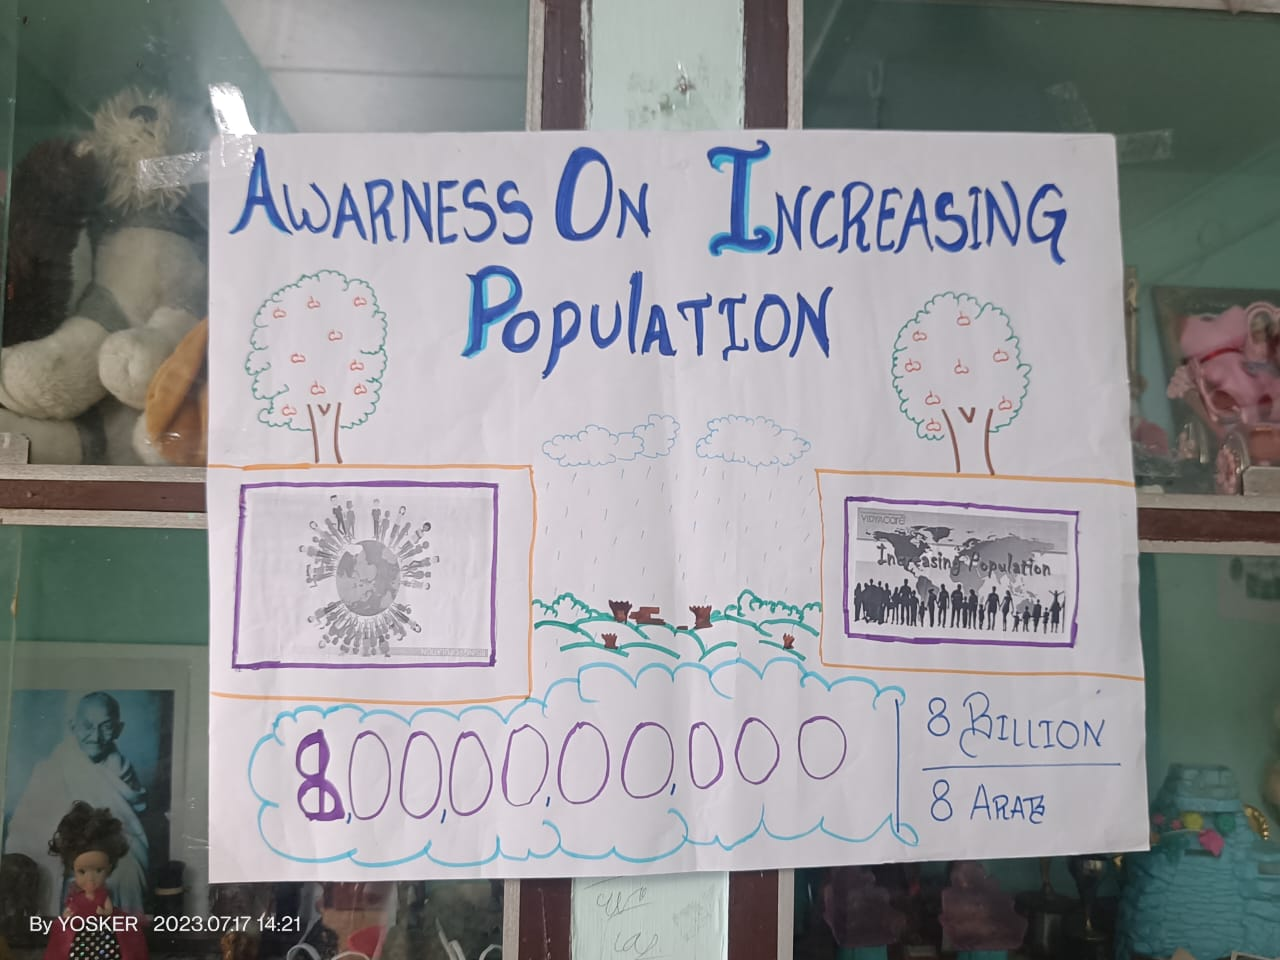 AWARNESS ON INCREASING
POPULATION
VIDYACare
Increasing Population
8,00,00,00,000
8 BILLION
8 ARAB
By YOSKER 2023.07.17 14:21